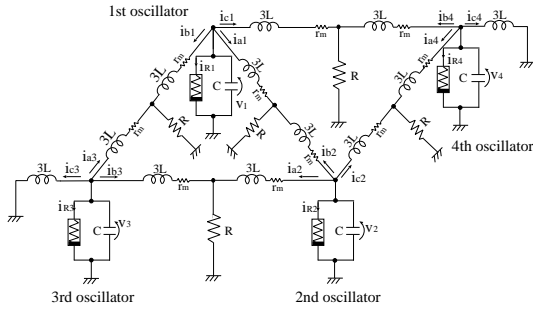 1st oscillator
ib1 ic1 3L rm 3L rm ib4 ic4 3L
ia1 ia4
3L rm iR1 C v1 3L rm R rm 3L iR4 C v4
R R R
4th oscillator
rm 3L 3L rm rm 3L
ic3 ia3 ib2
3L ib3 3L rm 3L rm ia2 ic2
iR3 C v3 R iR2 C v2
3rd oscillator 2nd oscillator